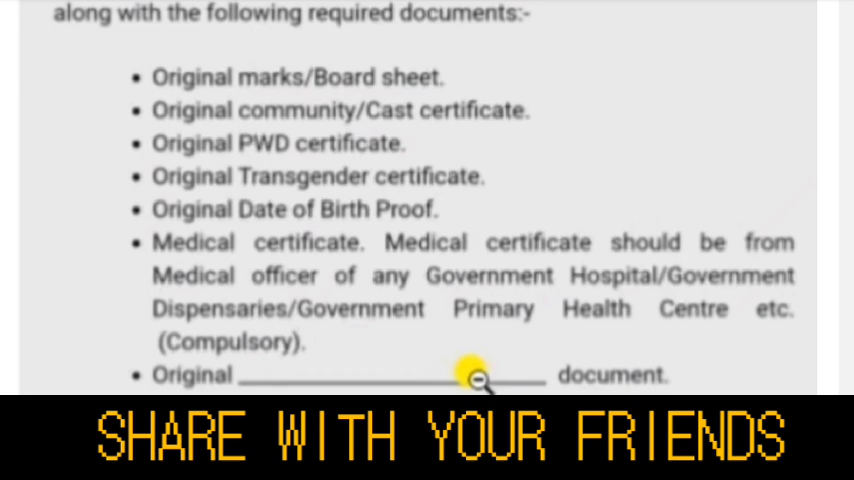 along with the following required documents:-
• Original marks/Board sheet.
• Original community/Cast certificate.
• Original PWD certificate.
• Original Transgender certificate.
• Original Date of Birth Proof.
• Medical certificate. Medical certificate should be from
Medical officer of any Government Hospital/Government
Dispensaries/Government Primary Health Centre etc.
(Compulsory).
• Original ______________________________ document.
SHARE WITH YOUR FRIENDS